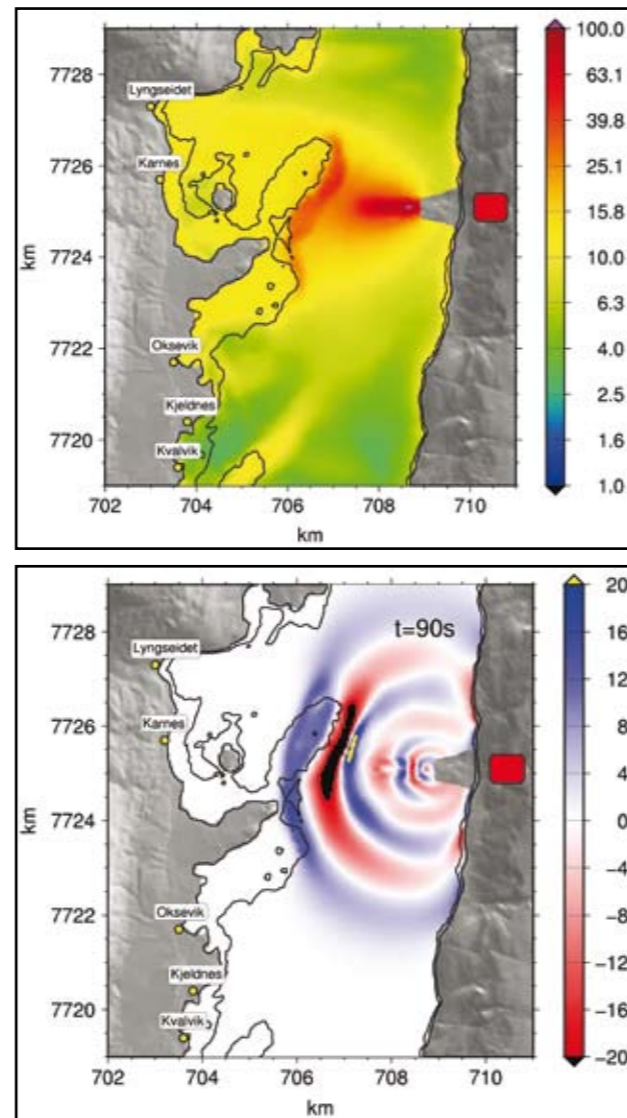 7728
7726
7724
7722
7720
km
Lyngseidet
Karnes
Oksevik
Kjeldnes
Kvalvik
702 704 706 708 710
km
100.0
63.1
39.8
25.1
15.8
10.0
6.3
4.0
2.5
1.6
1.0
t=90s
7728
7726
7724
7722
7720
km
Lyngseidet
Karnes
Oksevik
Kjeldnes
Kvalvik
702 704 706 708 710
km
20
16
12
8
4
0
−4
−8
−12
−16
−20